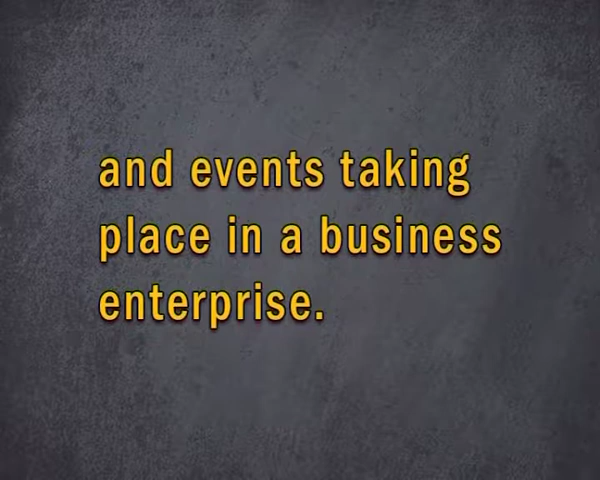 and events taking
place in a business
enterprise.